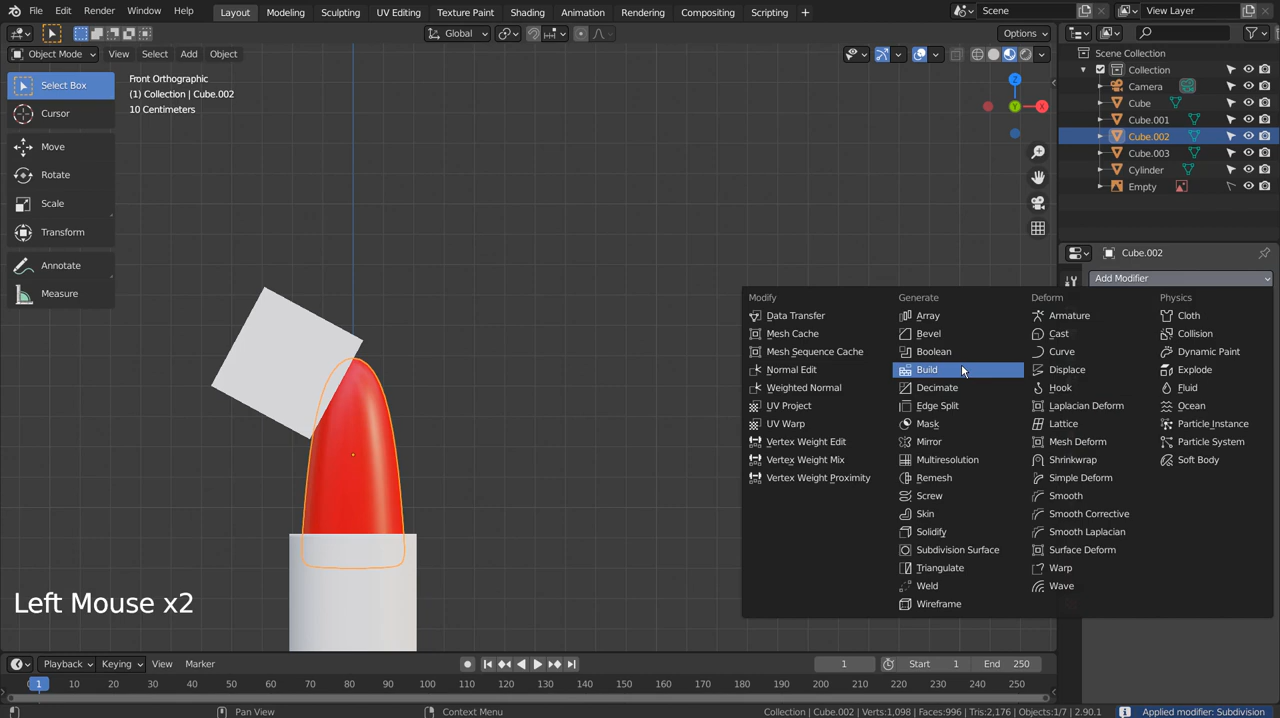 File Edit Render Window Help Layout Modeling Sculpting UV Editing Texture Paint Shading Animation Rendering Compositing Scripting + Scene View Layer
Global Options
Object Mode View Select Add Object
Select Box
Cursor
Move
Rotate
Scale
Transform
Annotate
Measure
Front Orthographic
(1) Collection | Cube.002
10 Centimeters
Z
Y
X
Scene Collection
Collection
Camera
Cube
Cube.001
Cube.002
Cube.003
Cylinder
Empty
Cube.002
Add Modifier
Modify
Data Transfer
Mesh Cache
Mesh Sequence Cache
Normal Edit
Weighted Normal
UV Project
UV Warp
Vertex Weight Edit
Vertex Weight Mix
Vertex Weight Proximity
Generate
Array
Bevel
Boolean
Build
Decimate
Edge Split
Mask
Mirror
Multiresolution
Remesh
Screw
Skin
Solidify
Subdivision Surface
Triangulate
Weld
Wireframe
Deform
Armature
Cast
Curve
Displace
Hook
Laplacian Deform
Lattice
Mesh Deform
Shrinkwrap
Simple Deform
Smooth
Smooth Corrective
Smooth Laplacian
Surface Deform
Warp
Wave
Physics
Cloth
Collision
Dynamic Paint
Explode
Fluid
Ocean
Particle Instance
Particle System
Soft Body
Left Mouse x2
Playback Keying View Marker 1 Start 1 End 250
1 10 20 30 40 50 60 70 80 90 100 110 120 130 140 150 160 170 180 190 200 210 220 230 240 250
Select Pan View Context Menu Collection | Cube.002 | Verts:1,098 | Faces:996 | Tris:2,176 | Objects:1/7 | 2.90.1 Applied modifier: Subdivision